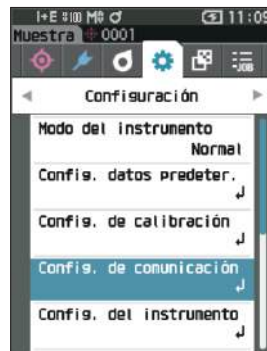 I+E M 11:09
Muestra 0001
JOB
Configuración
Modo del instrumento
Normal
Config. datos predeter.
Config. de calibración
Config. de comunicación
Config. del instrumento